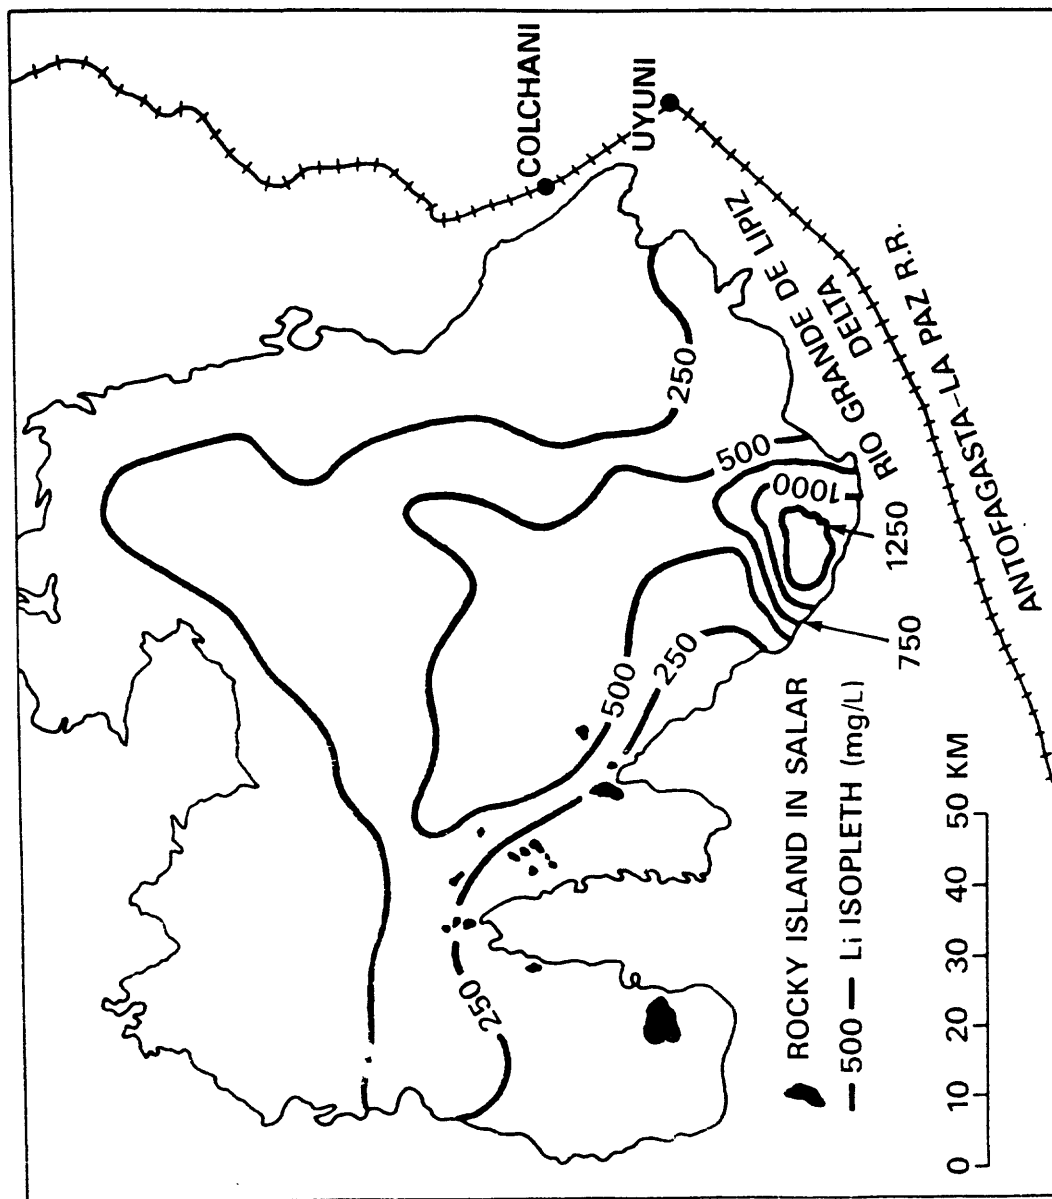 COLCHANI
UYUNI
250
500
250
250
500
1000
RIO GRANDE DE LIPIZ
DELTA
1250
750
ANTOFAGASTA-LA PAZ R.R.
ROCKY ISLAND IN SALAR
— 500 — Li ISOPLETH (mg/L)
0 10 20 30 40 50 KM